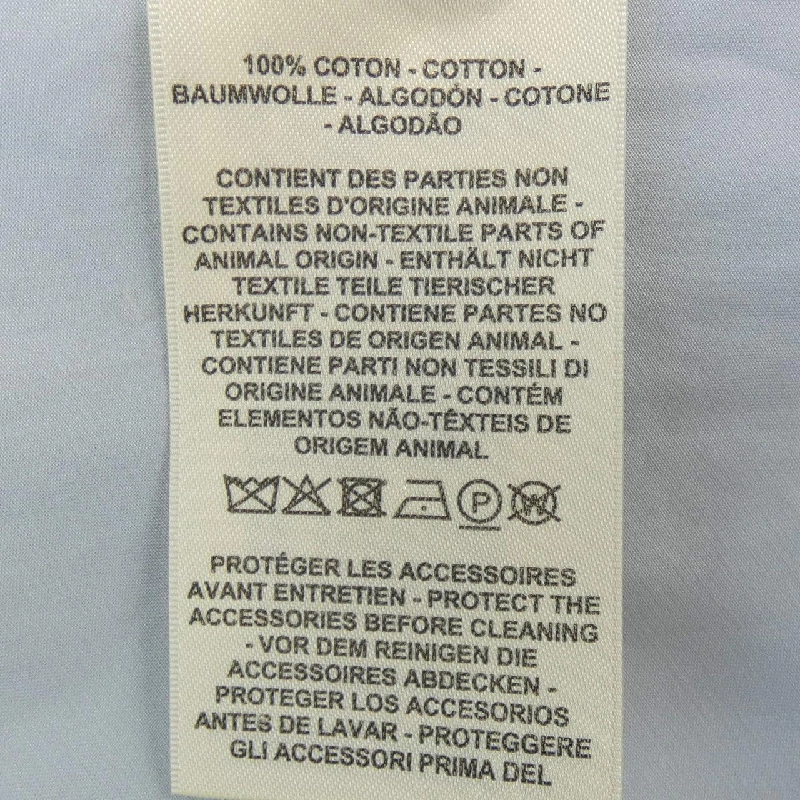 100% COTON - COTTON -
BAUMWOLLE - ALGODÓN - COTONE
- ALGODÃO
CONTIENT DES PARTIES NON
TEXTILES D'ORIGINE ANIMALE -
CONTAINS NON-TEXTILE PARTS OF
ANIMAL ORIGIN - ENTHÄLT NICHT
TEXTILE TEILE TIERISCHER
HERKUNFT - CONTIENE PARTES NO
TEXTILES DE ORIGEN ANIMAL -
CONTIENE PARTI NON TESSILI DI
ORIGINE ANIMALE - CONTÉM
ELEMENTOS NÃO-TÊXTEIS DE
ORIGEM ANIMAL
P W
PROTÉGER LES ACCESSOIRES
AVANT ENTRETIEN - PROTECT THE
ACCESSORIES BEFORE CLEANING
- VOR DEM REINIGEN DIE
ACCESSOIRES ABDECKEN -
PROTEGER LOS ACCESORIOS
ANTES DE LAVAR - PROTEGGERE
GLI ACCESSORI PRIMA DEL